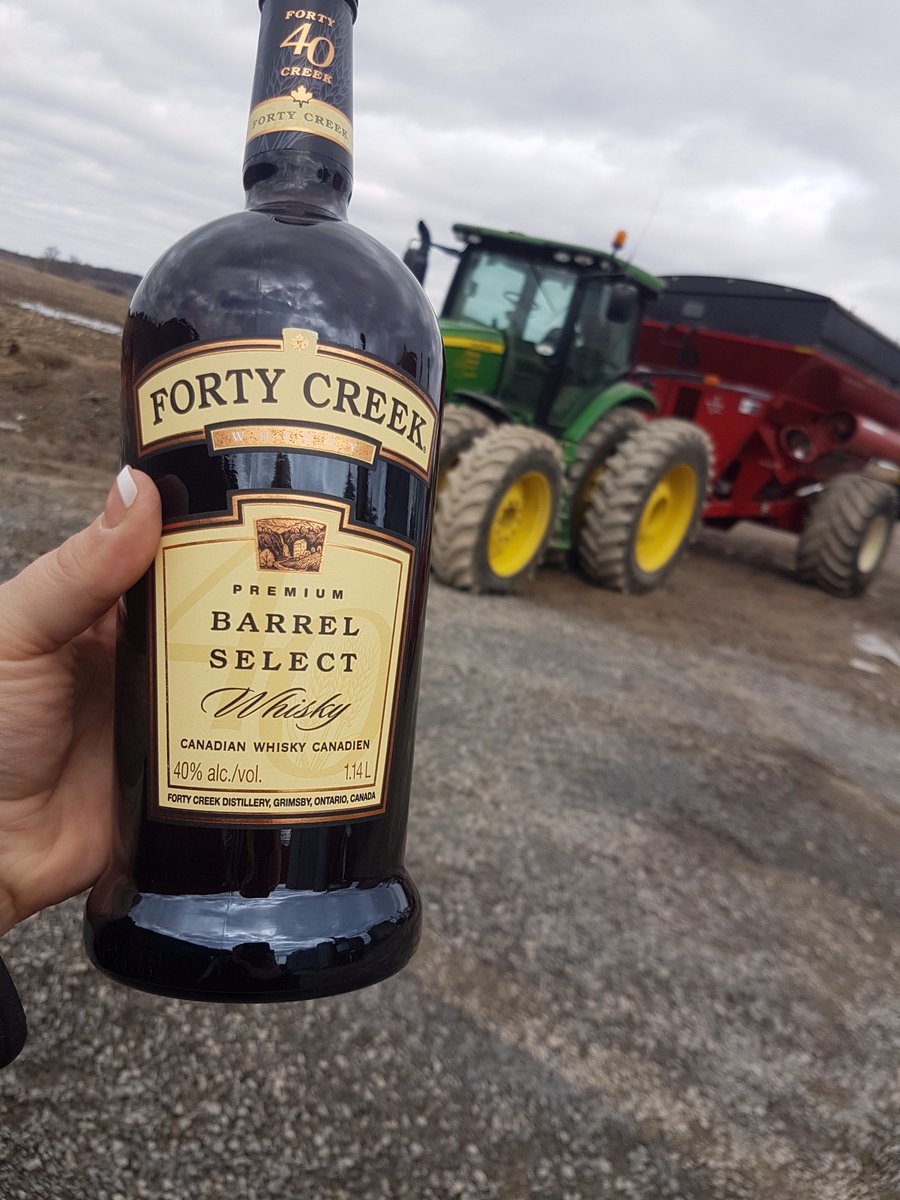 FORTY
40
CREEK
FORTY CREEK
FORTY CREEK®
WHISKY
PREMIUM
BARREL
SELECT
Whisky
CANADIAN WHISKY CANADIEN
40% alc./vol. 1.14 L
FORTY CREEK DISTILLERY, GRIMSBY, ONTARIO, CANADA